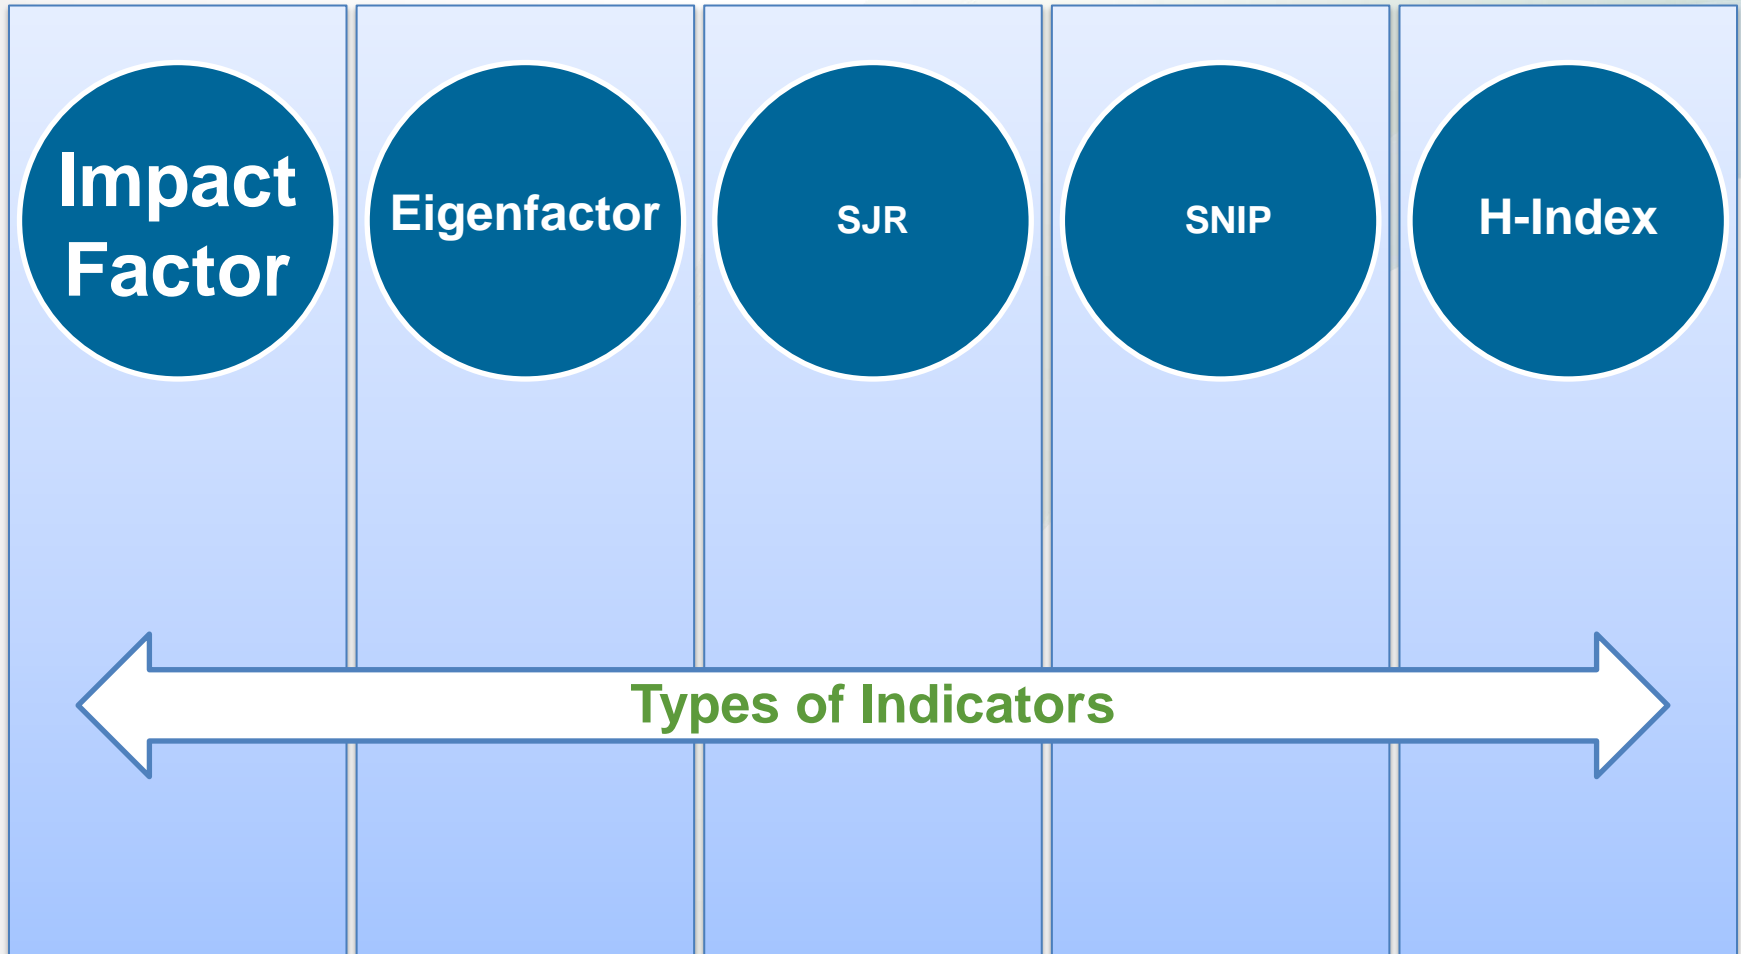 Impact
Factor
Eigenfactor
SJR
SNIP
H-Index
Types of Indicators